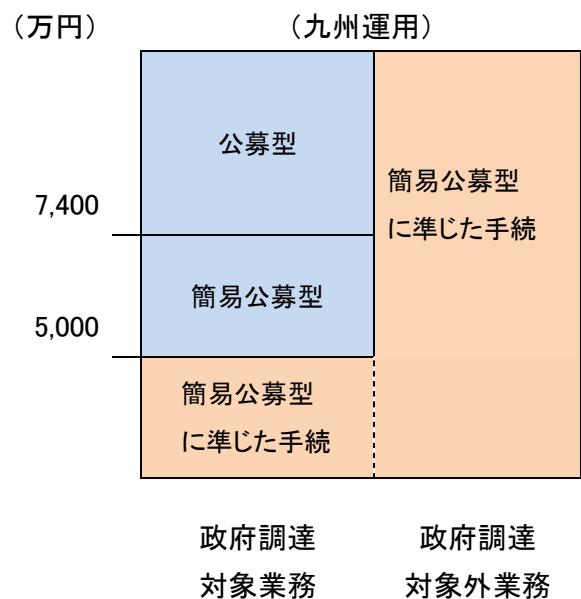 （万円）
（九州運用）
公募型
簡易公募型
に準じた手続
7,400
簡易公募型
5,000
簡易公募型
に準じた手続
政府調達
対象業務
政府調達
対象外業務